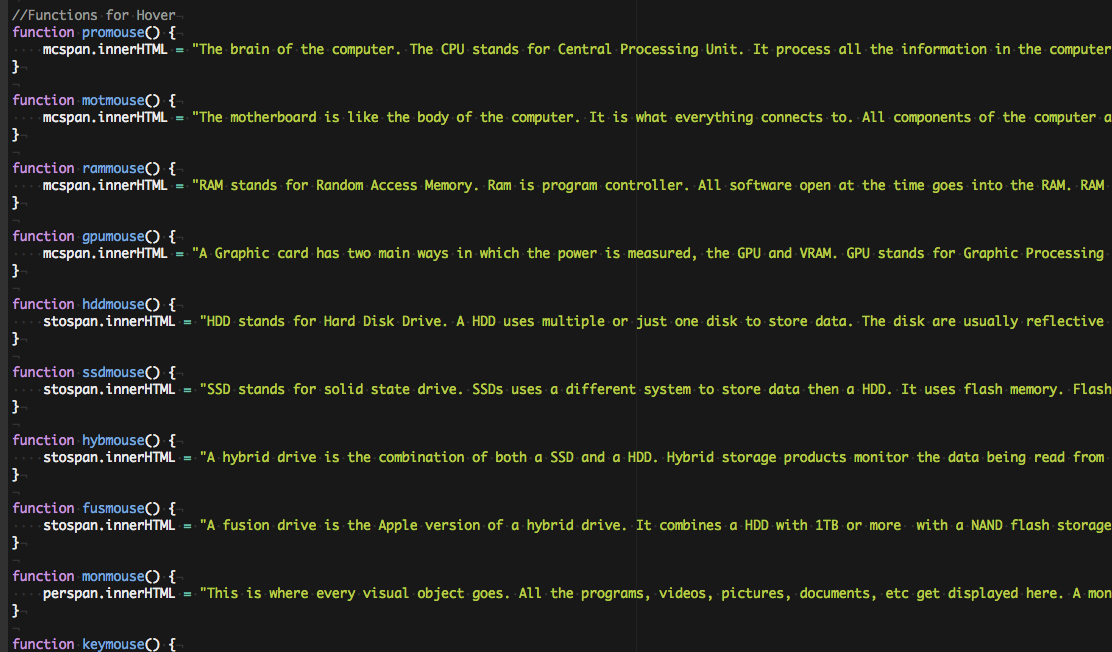 //Functions for Hover
function promouse() {
    mcspan.innerHTML = "The brain of the computer. The CPU stands for Central Processing Unit. It process all the information in the computer
}

function motmouse() {
    mcspan.innerHTML = "The motherboard is like the body of the computer. It is what everything connects to. All components of the computer a
}

function rammouse() {
    mcspan.innerHTML = "RAM stands for Random Access Memory. Ram is program controller. All software open at the time goes into the RAM. RAM
}

function gpumouse() {
    mcspan.innerHTML = "A Graphic card has two main ways in which the power is measured, the GPU and VRAM. GPU stands for Graphic Processing
}

function hddmouse() {
    stospan.innerHTML = "HDD stands for Hard Disk Drive. A HDD uses multiple or just one disk to store data. The disk are usually reflective
}

function ssdmouse() {
    stospan.innerHTML = "SSD stands for solid state drive. SSDs uses a different system to store data then a HDD. It uses flash memory. Flash
}

function hybmouse() {
    stospan.innerHTML = "A hybrid drive is the combination of both a SSD and a HDD. Hybrid storage products monitor the data being read from
}

function fusmouse() {
    stospan.innerHTML = "A fusion drive is the Apple version of a hybrid drive. It combines a HDD with 1TB or more  with a NAND flash storage
}

function monmouse() {
    perspan.innerHTML = "This is where every visual object goes. All the programs, videos, pictures, documents, etc get displayed here. A mon
}

function keymouse() {